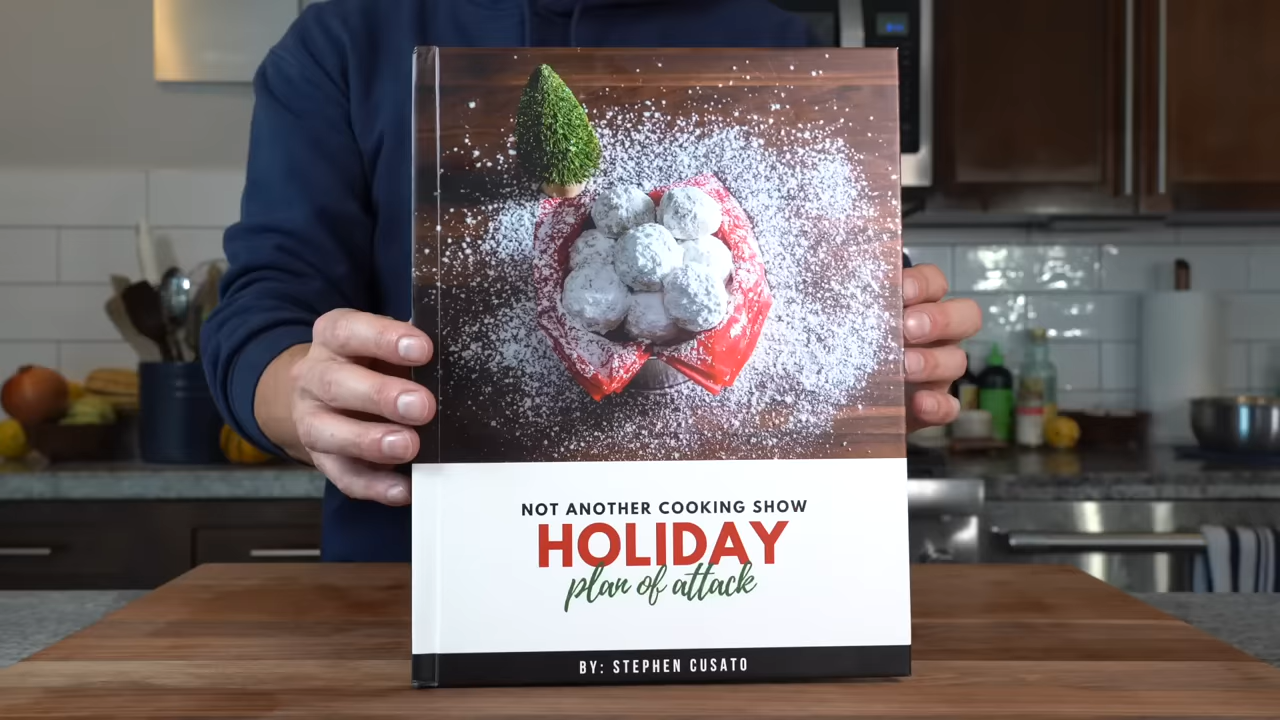 NOT ANOTHER COOKING SHOW
HOLIDAY
plan of attack
BY: STEPHEN CUSATO